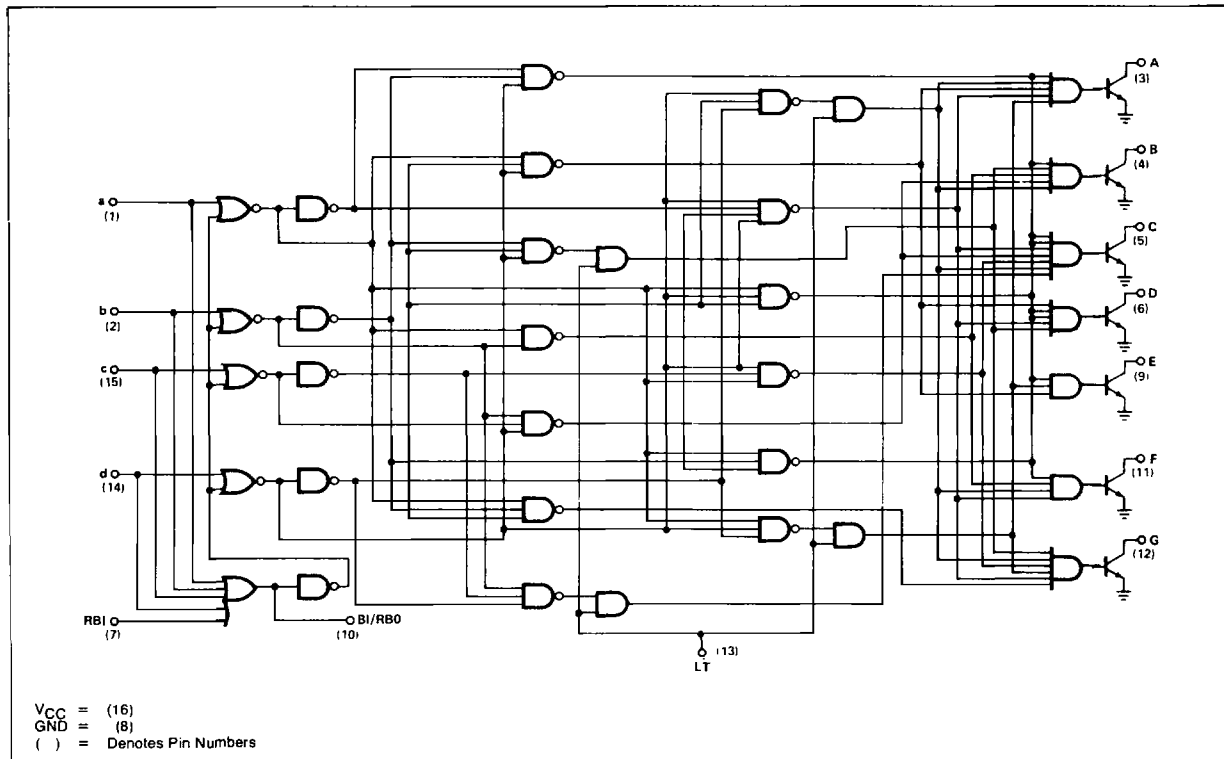 A
(3)
B
(4)
a
(1)
C
(5)
b
(2)
D
(6)
c
(15)
E
(9)
d
(14)
F
(11)
G
(12)
RBI
(7)
BI/RBO
(10)
(13)
LT
VCC = (16)
GND = (8)
( ) = Denotes Pin Numbers